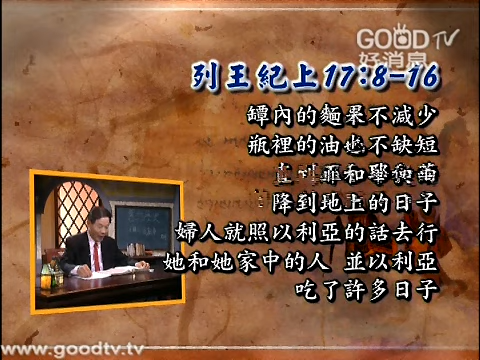 GOOD TV
好消息
列王紀上17:8-16
罈內的麵果不減少
瓶裡的油也不缺短
降到地上的日子
婦人就照以利亞的話去行
她和她家中的人 並以利亞
吃了許多日子
www.goodtv.tv